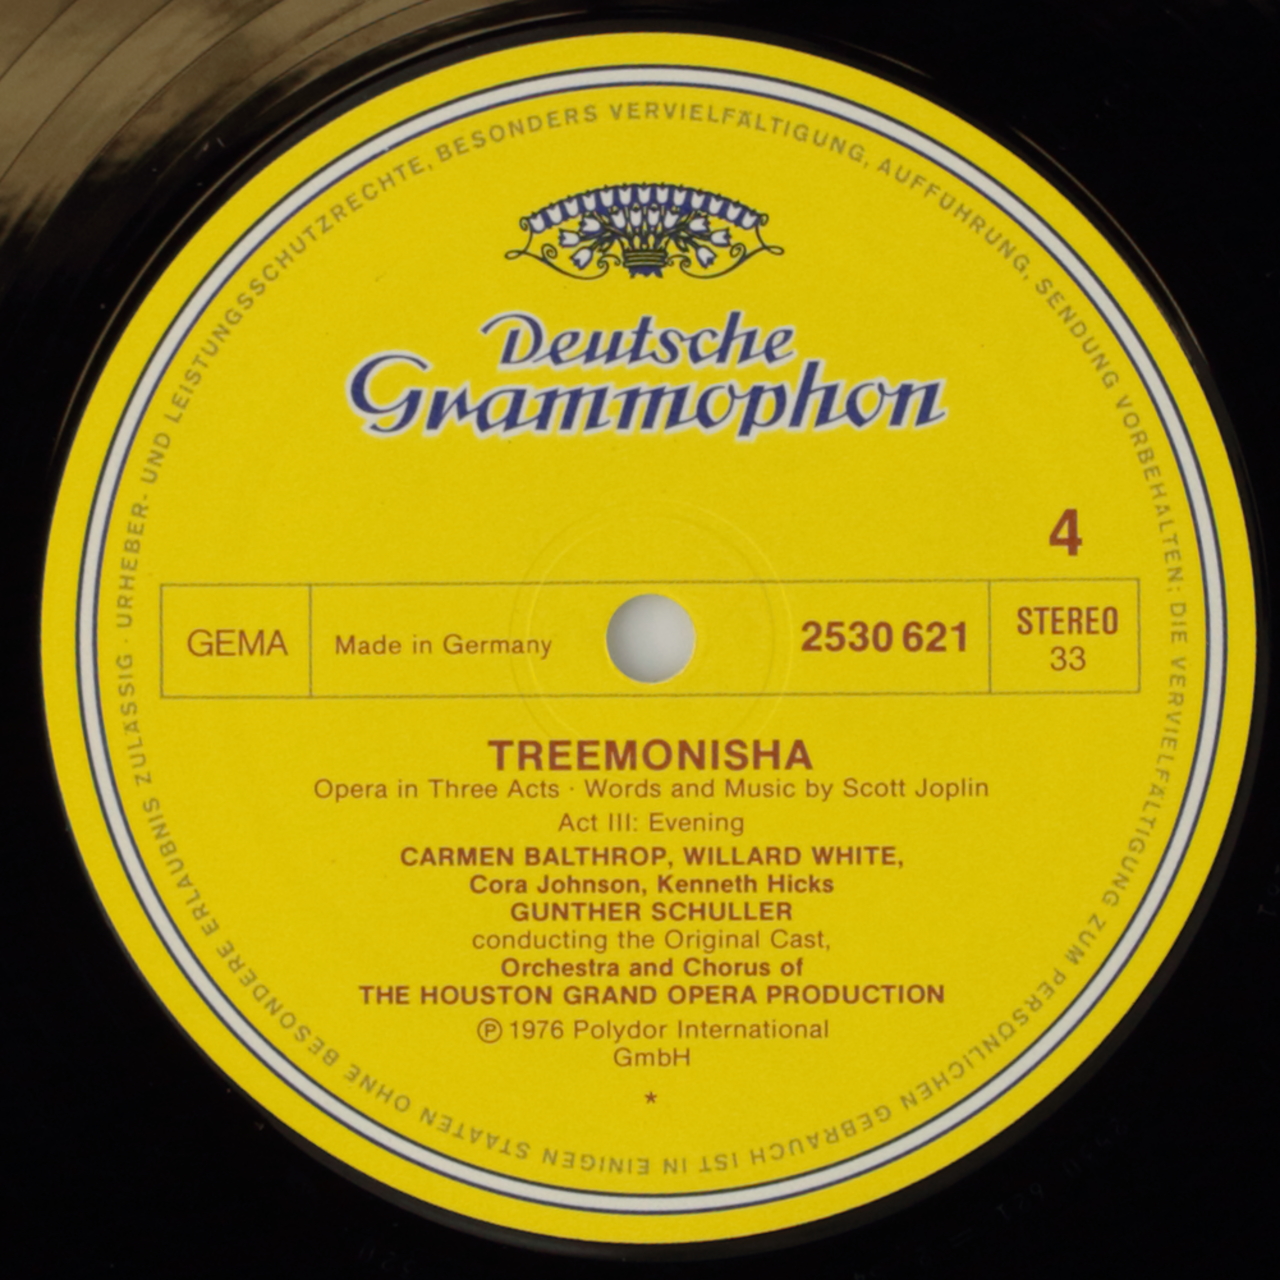 URHEBER- UND LEISTUNGSSCHUTZRECHTE, BESONDERS VERVIELFÄLTIGUNG, AUFFÜHRUNG, SENDUNG VORBEHALTEN; DIE VERVIELFÄLTIGUNG ZUM PERSÖNLICHEN GEBRAUCH IST IN EINIGEN STAATEN OHNE BESONDERE ERLAUBNIS ZULÄSSIG ·
Deutsche
Grammophon
4
GEMA
Made in Germany
2530 621
STEREO
33
TREEMONISHA
Opera in Three Acts · Words and Music by Scott Joplin
Act III: Evening
CARMEN BALTHROP, WILLARD WHITE,
Cora Johnson, Kenneth Hicks
GUNTHER SCHULLER
conducting the Original Cast,
Orchestra and Chorus of
THE HOUSTON GRAND OPERA PRODUCTION
℗ 1976 Polydor International
GmbH
*